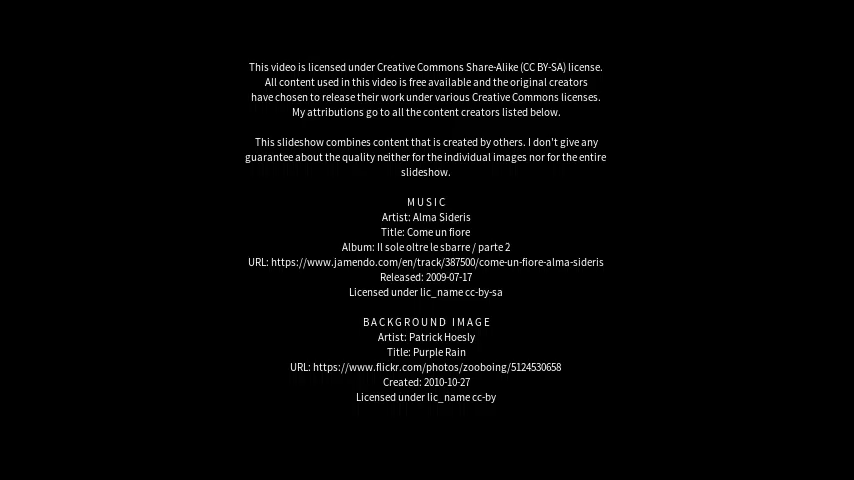 This video is licensed under Creative Commons Share-Alike (CC BY-SA) license.
All content used in this video is free available and the original creators
have chosen to release their work under various Creative Commons licenses.
My attributions go to all the content creators listed below.
This slideshow combines content that is created by others. I don't give any
guarantee about the quality neither for the individual images nor for the entire
slideshow.
MUSIC
Artist: Alma Sideris
Title: Come un fiore
Album: Il sole oltre le sbarre / parte 2
URL: https://www.jamendo.com/en/track/387500/come-un-fiore-alma-sideris
Released: 2009-07-17
Licensed under lic_name cc-by-sa
BACKGROUND IMAGE
Artist: Patrick Hoesly
Title: Purple Rain
URL: https://www.flickr.com/photos/zooboing/5124530658
Created: 2010-10-27
Licensed under lic_name cc-by